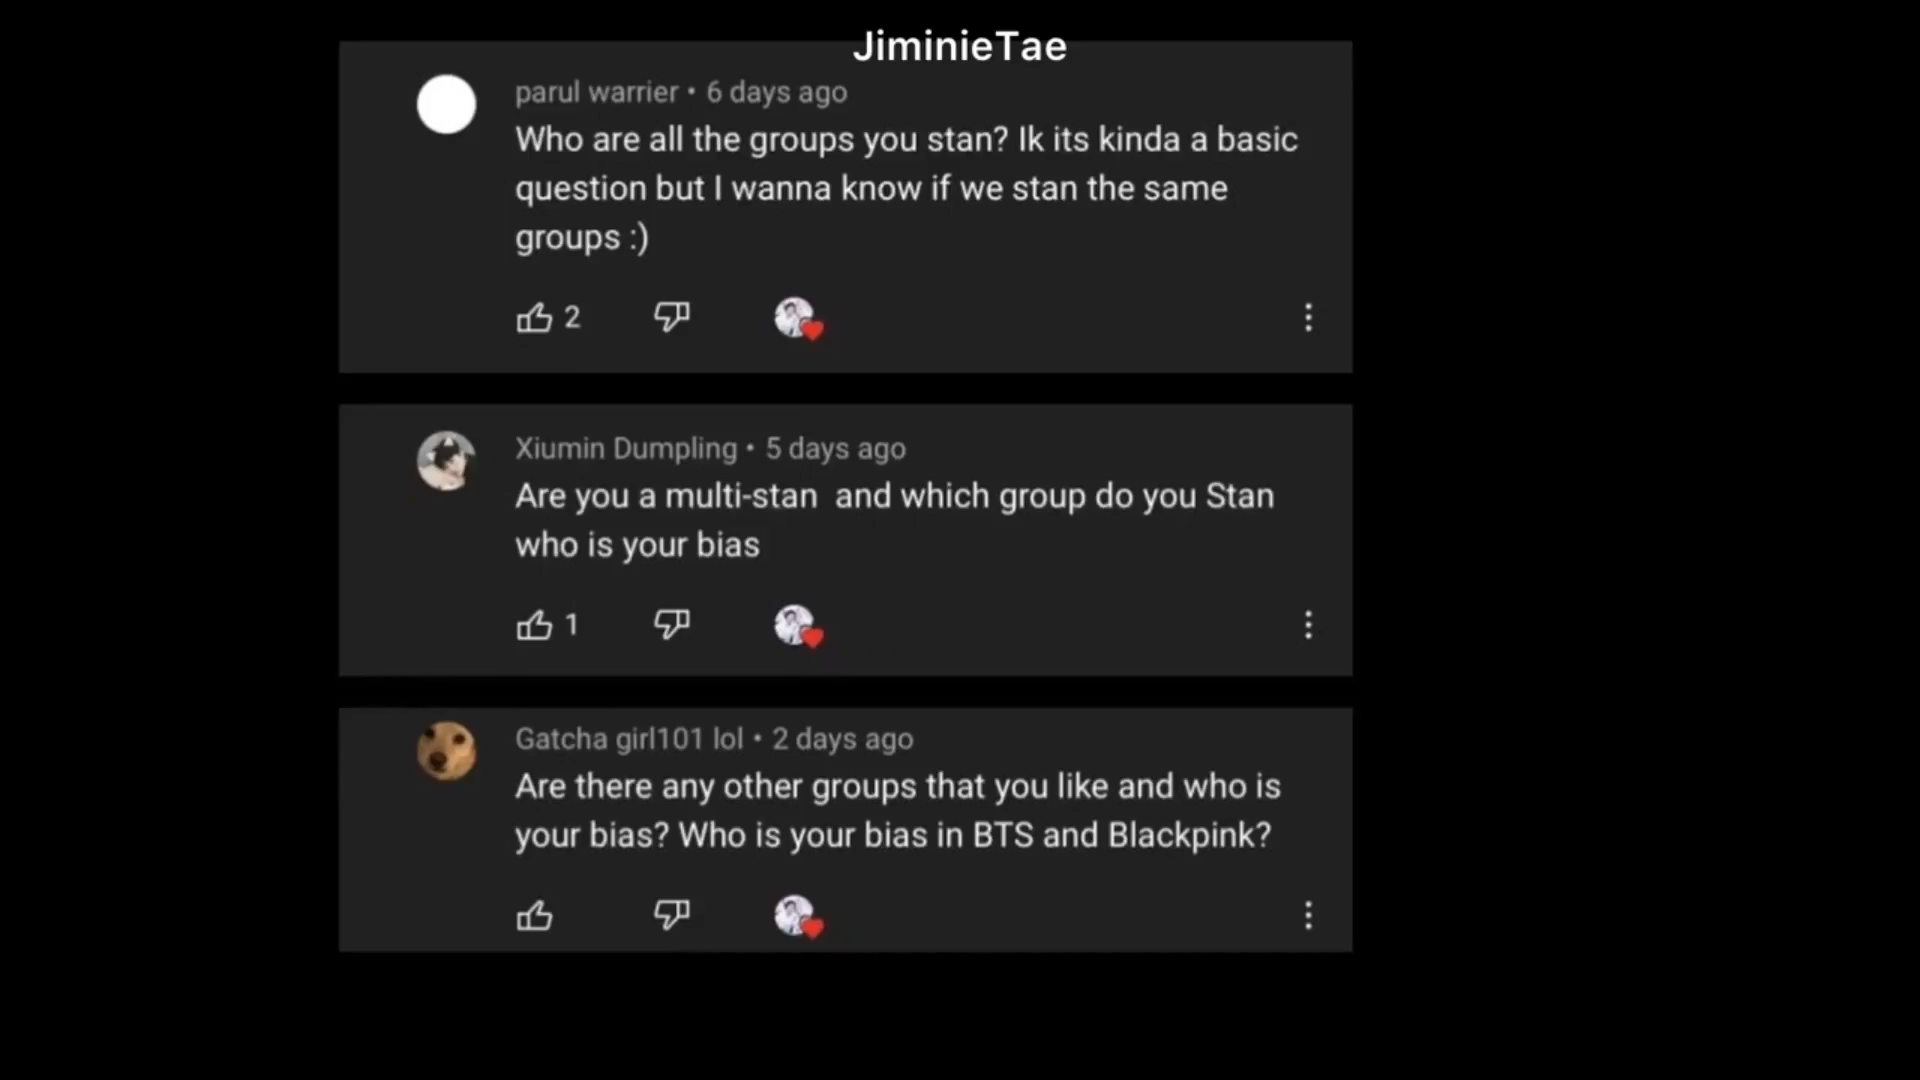 JiminieTae
parul warrier • 6 days ago
Who are all the groups you stan? Ik its kinda a basic
question but I wanna know if we stan the same
groups :)
2
Xiumin Dumpling • 5 days ago
Are you a multi-stan  and which group do you Stan
who is your bias
1
Gatcha girl101 lol • 2 days ago
Are there any other groups that you like and who is
your bias? Who is your bias in BTS and Blackpink?